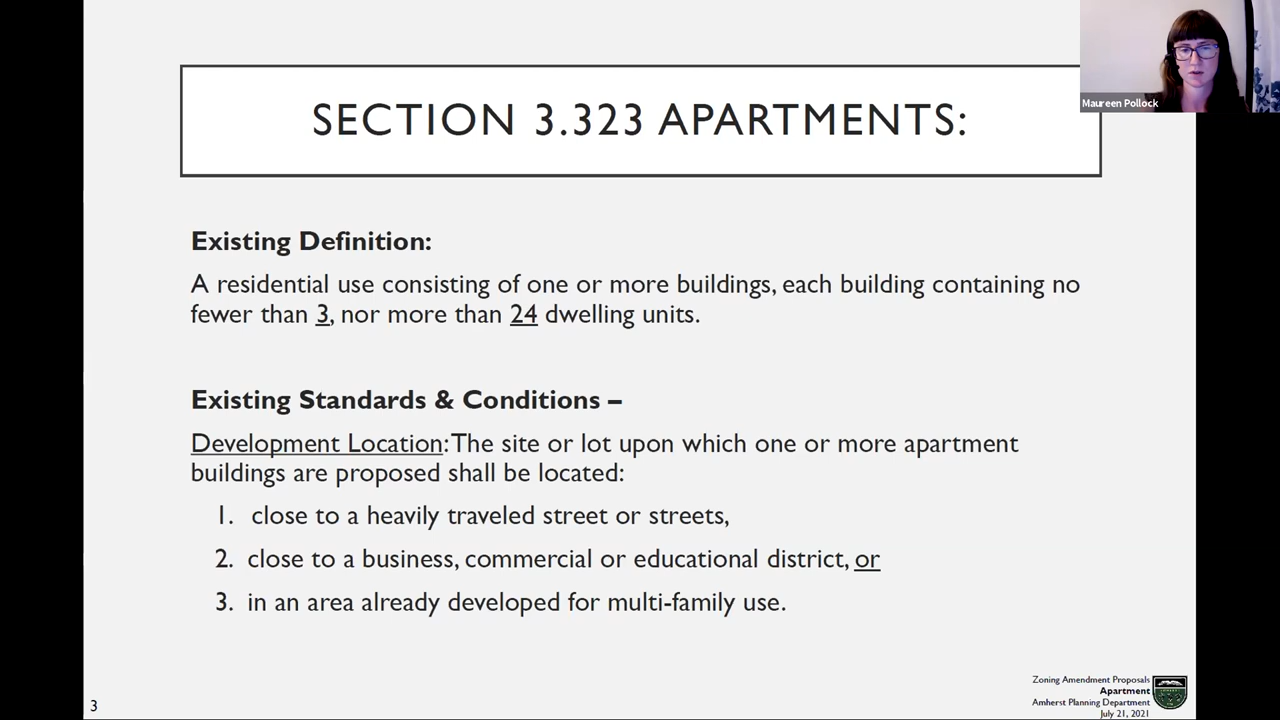 SECTION 3.323 APARTMENTS:
Maureen Pollock
Existing Definition:
A residential use consisting of one or more buildings, each building containing no
fewer than 3, nor more than 24 dwelling units.
Existing Standards & Conditions –
Development Location: The site or lot upon which one or more apartment
buildings are proposed shall be located:
1. close to a heavily traveled street or streets,
2. close to a business, commercial or educational district, or
3. in an area already developed for multi-family use.
Zoning Amendment Proposals
Apartment
Amherst Planning Department
July 21, 2021
3